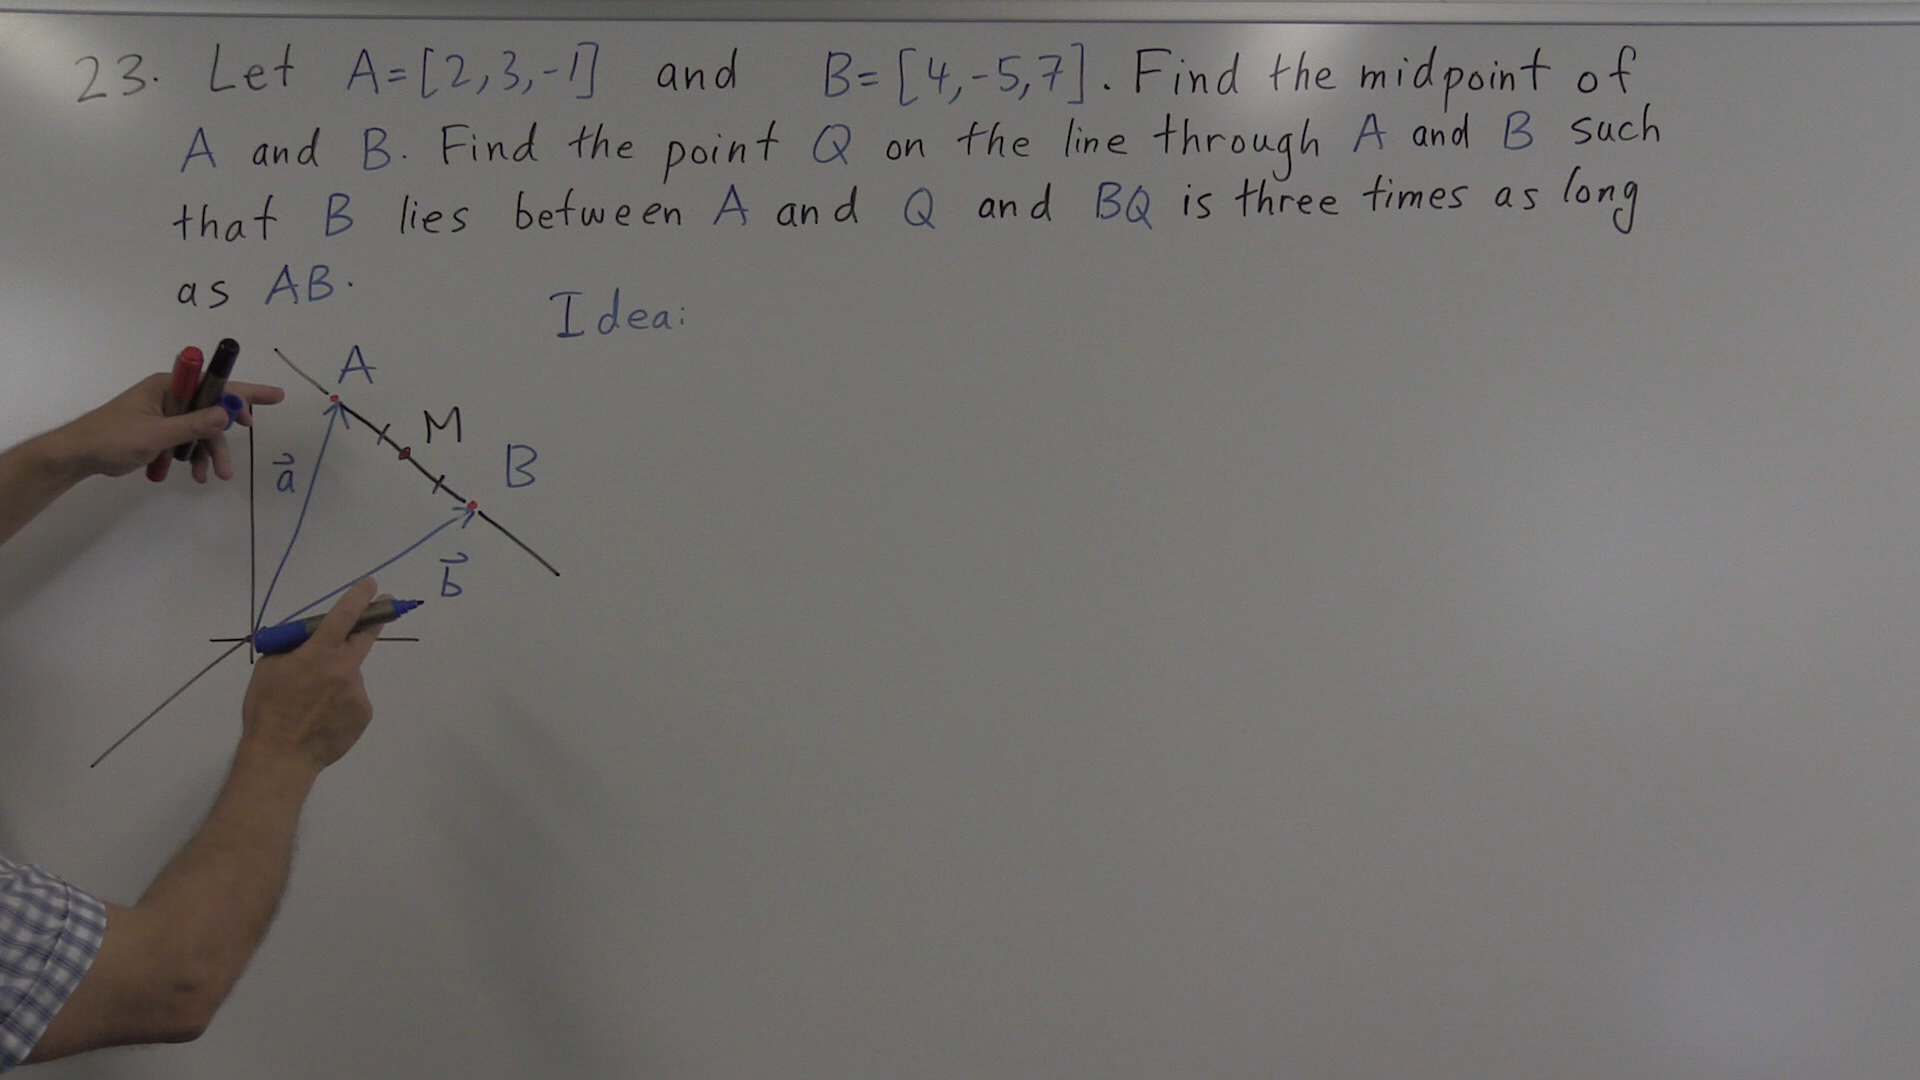 23. Let A=[2,3,-1] and B=[4,-5,7]. Find the midpoint of
A and B. Find the point Q on the line through A and B such
that B lies between A and Q and BQ is three times as long
as AB.
Idea:
A
M
B
a⃗
b⃗